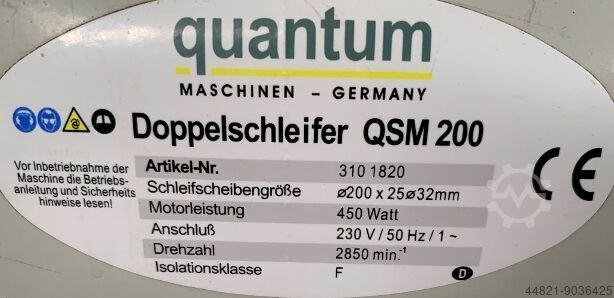 quantum
MASCHINEN - GERMANY
Doppelschleifer QSM 200
Vor Inbetriebnahme der
Maschine die Betriebs-
anleitung und Sicherheits
hinweise lesen!
Artikel-Nr. 310 1820
Schleifscheibengröße ø200 x 25ø32mm
Motorleistung 450 Watt
Anschluß 230 V / 50 Hz / 1 ~
Drehzahl 2850 min.-1
Isolationsklasse F
D
CE
44821-9036425